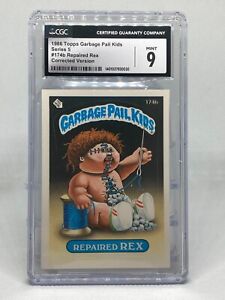 CGC
CERTIFIED GUARANTY COMPANY
1986 Topps Garbage Pail Kids
Series 5
#174b Repaired Rex
Corrected Version
MINT
9
174b
GARBAGE PAIL KIDS
REPAIRED REX